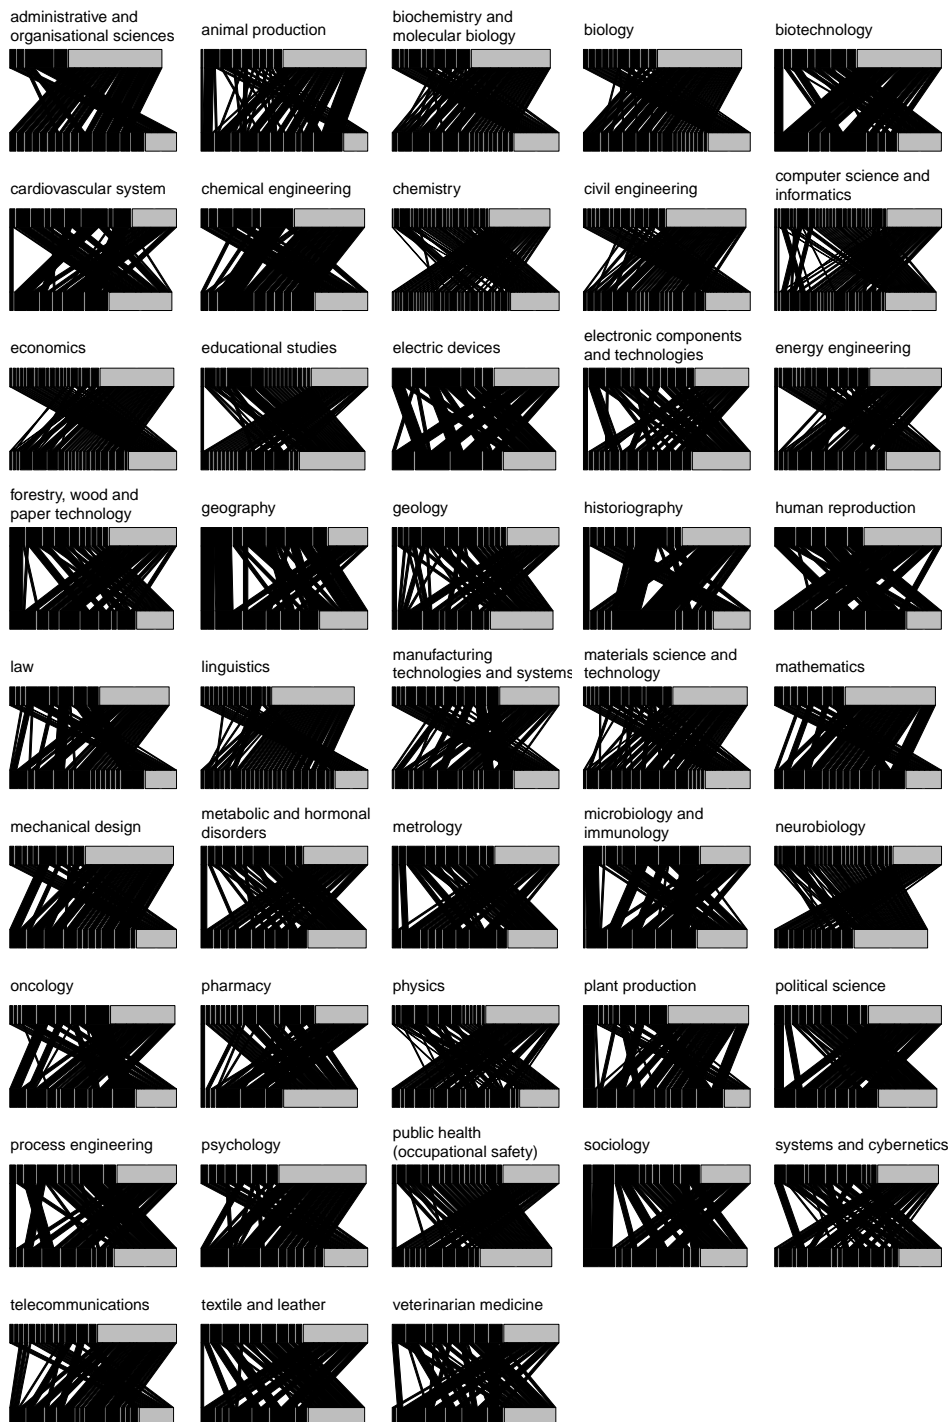 administrative and
organisational sciences
animal production
biochemistry and
molecular biology
biology
biotechnology
cardiovascular system
chemical engineering
chemistry
civil engineering
computer science and
informatics
economics
educational studies
electric devices
electronic components
and technologies
energy engineering
forestry, wood and
paper technology
geography
geology
historiography
human reproduction
law
linguistics
manufacturing
technologies and systems
materials science and
technology
mathematics
mechanical design
metabolic and hormonal
disorders
metrology
microbiology and
immunology
neurobiology
oncology
pharmacy
physics
plant production
political science
process engineering
psychology
public health
(occupational safety)
sociology
systems and cybernetics
telecommunications
textile and leather
veterinarian medicine